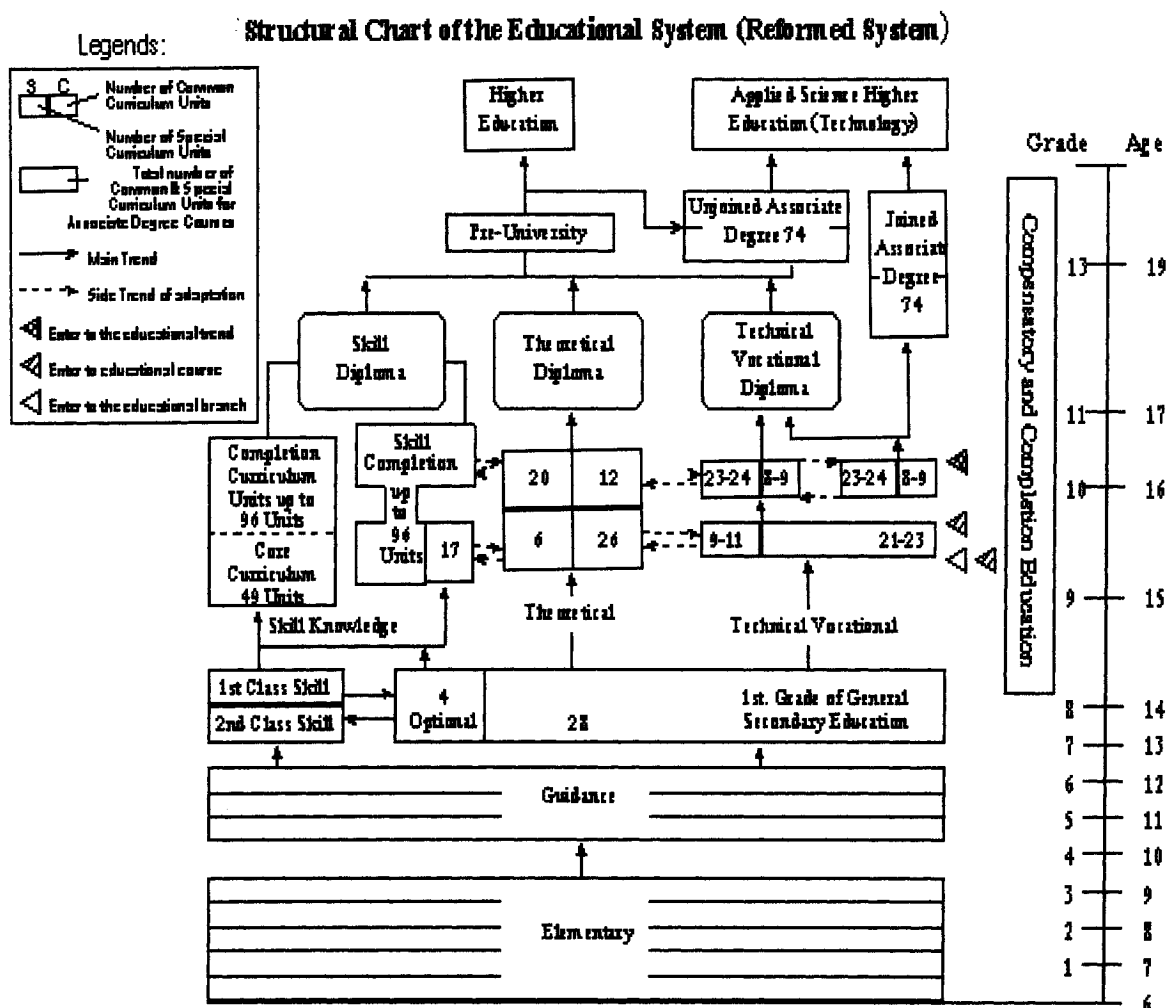 Structural Chart of the Educational System (Reformed System)
Legends:
S C
Number of Common
Curriculum Units
Number of Special
Curriculum Units
Total number of
Common & Special
Curriculum Units for
Associate Degree Courses
Main Trend
Side Trend of adaptation
Enter to the educational trend
Enter to educational course
Enter to the educational branch
Higher
Education
Applied Science Higher
Education (Technology)
Grade Age
Pre-University
Unjoined Associate
Degree 74
Joined
Associat
Degree
74
Skill
Diploma
Theoretical
Diploma
Technical
Vocational
Diploma
Completion
Curriculum
Units up to
96 Units
Core
Curriculum
49 Units
Skill
Completion
up
to
96
Units
17
20 12
6 26
23-24 8-9
23-24 8-9
9-11 21-23
Skill Knowledge
Theoretical
Technical Vocational
1st Class Skill
2nd Class Skill
4
Optional
28
1st. Grade of General
Secondary Education
Guidance
Elementary
Compensatory and Completion Education
13 19
11 17
10 16
9 15
8 14
7 13
6 12
5 11
4 10
3 9
2 8
1 7
6